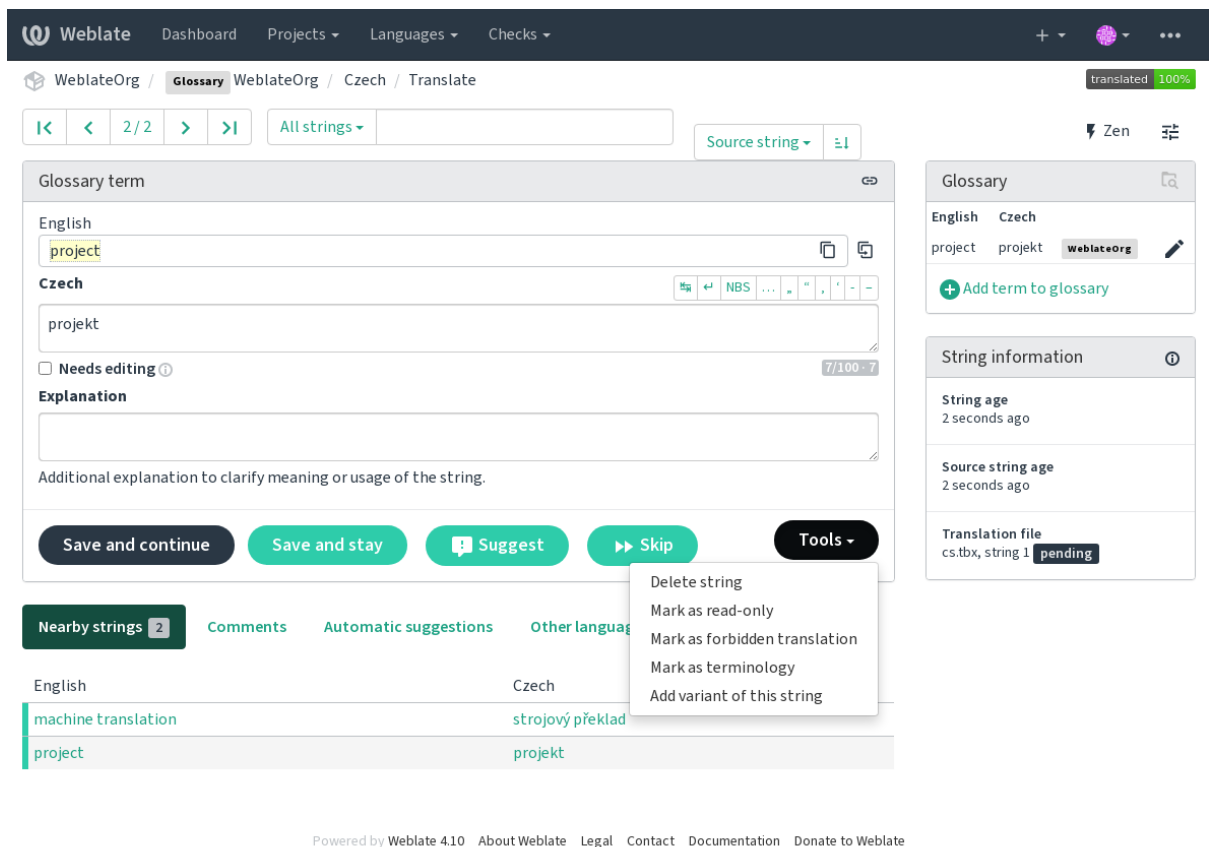 Weblate Dashboard Projects Languages Checks
WeblateOrg / Glossary WeblateOrg / Czech / Translate
translated 100%
2 / 2
All strings
Source string
Zen
Glossary term
English
project
Czech
NBS … „ “ ‚ ‘ - –
projekt
Needs editing
7/100 · 7
Explanation
Additional explanation to clarify meaning or usage of the string.
Save and continue
Save and stay
Suggest
Skip
Tools
Delete string
Mark as read-only
Mark as forbidden translation
Mark as terminology
Add variant of this string
Nearby strings 2
Comments
Automatic suggestions
Other
English Czech
machine translation strojový překlad
project projekt
Glossary
English Czech
project projekt WeblateOrg
Add term to glossary
String information
String age
2 seconds ago
Source string age
2 seconds ago
Translation file
cs.tbx, string 1 pending
Powered by Weblate 4.10 About Weblate Legal Contact Documentation Donate to Weblate